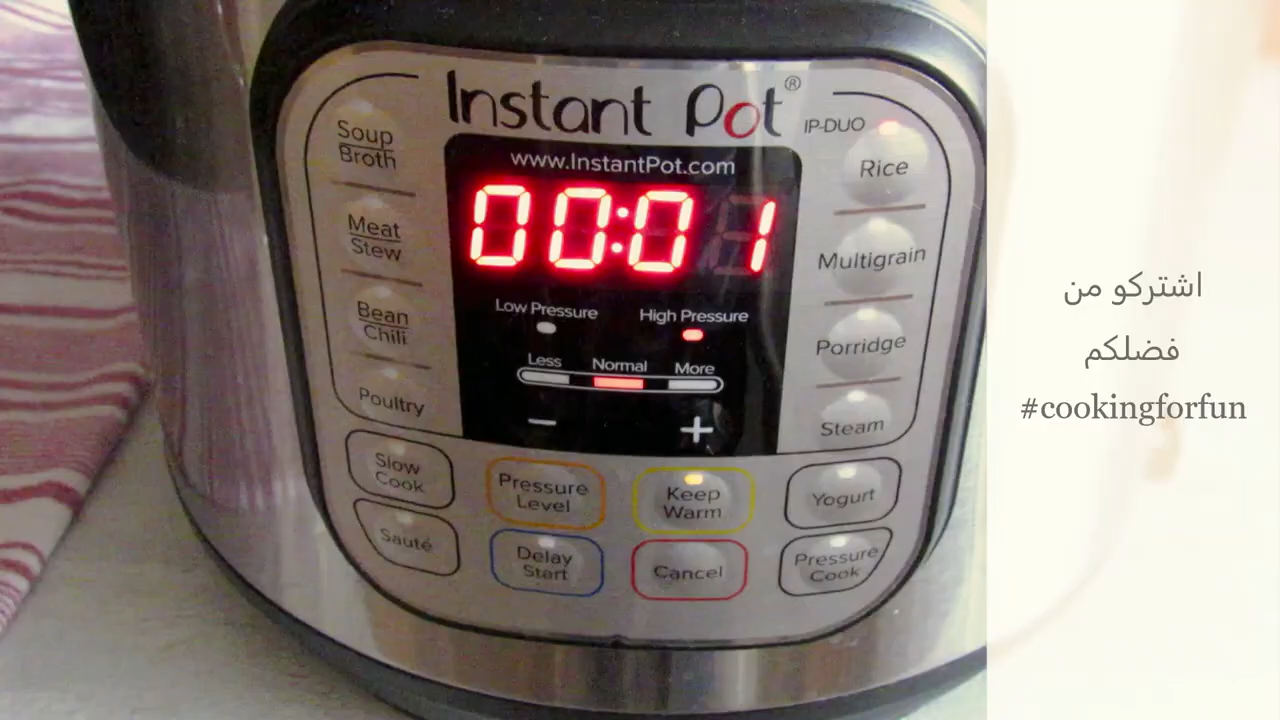 Instant Pot®
IP-DUO
www.InstantPot.com
00:01
Low Pressure
High Pressure
Less
Normal
More
−
+
Soup
Broth
Meat
Stew
Bean
Chili
Poultry
Slow
Cook
Sauté
Pressure
Level
Delay
Start
Keep
Warm
Cancel
Rice
Multigrain
Porridge
Steam
Yogurt
Pressure
Cook
اشتركو من
فضلكم
#cookingforfun